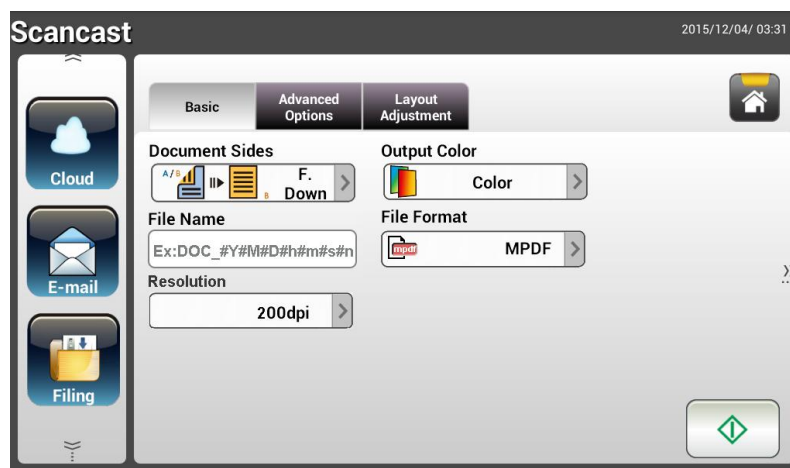 Scancast
2015/12/04/ 03:31
Basic
Advanced
Options
Layout
Adjustment
Cloud
E-mail
Filing
Document Sides
A/B
B
F.
Down
Output Color
Color
File Name
Ex:DOC_#Y#M#D#h#m#s#n
File Format
mpdf
MPDF
Resolution
200dpi